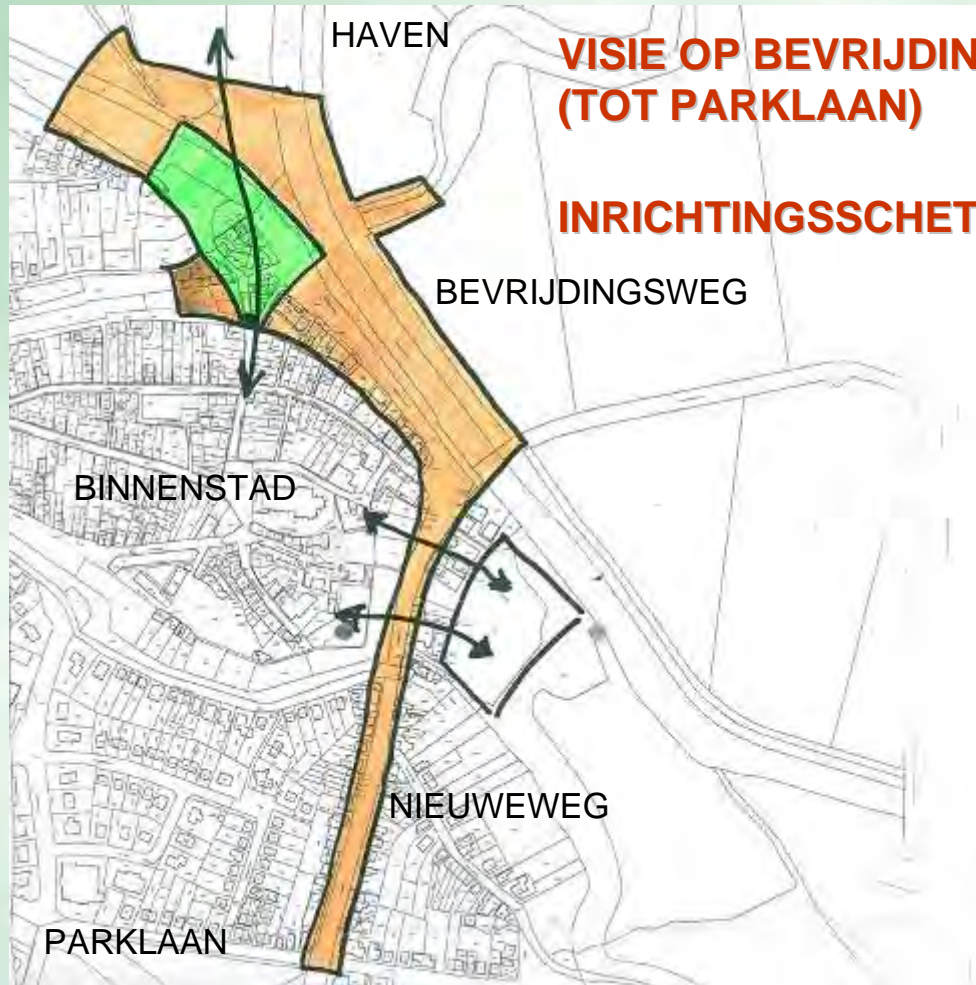 HAVEN
VISIE OP BEVRIJDIN
(TOT PARKLAAN)
INRICHTINGSSCHET
BEVRIJDINGSWEG
BINNENSTAD
NIEUWEWEG
PARKLAAN